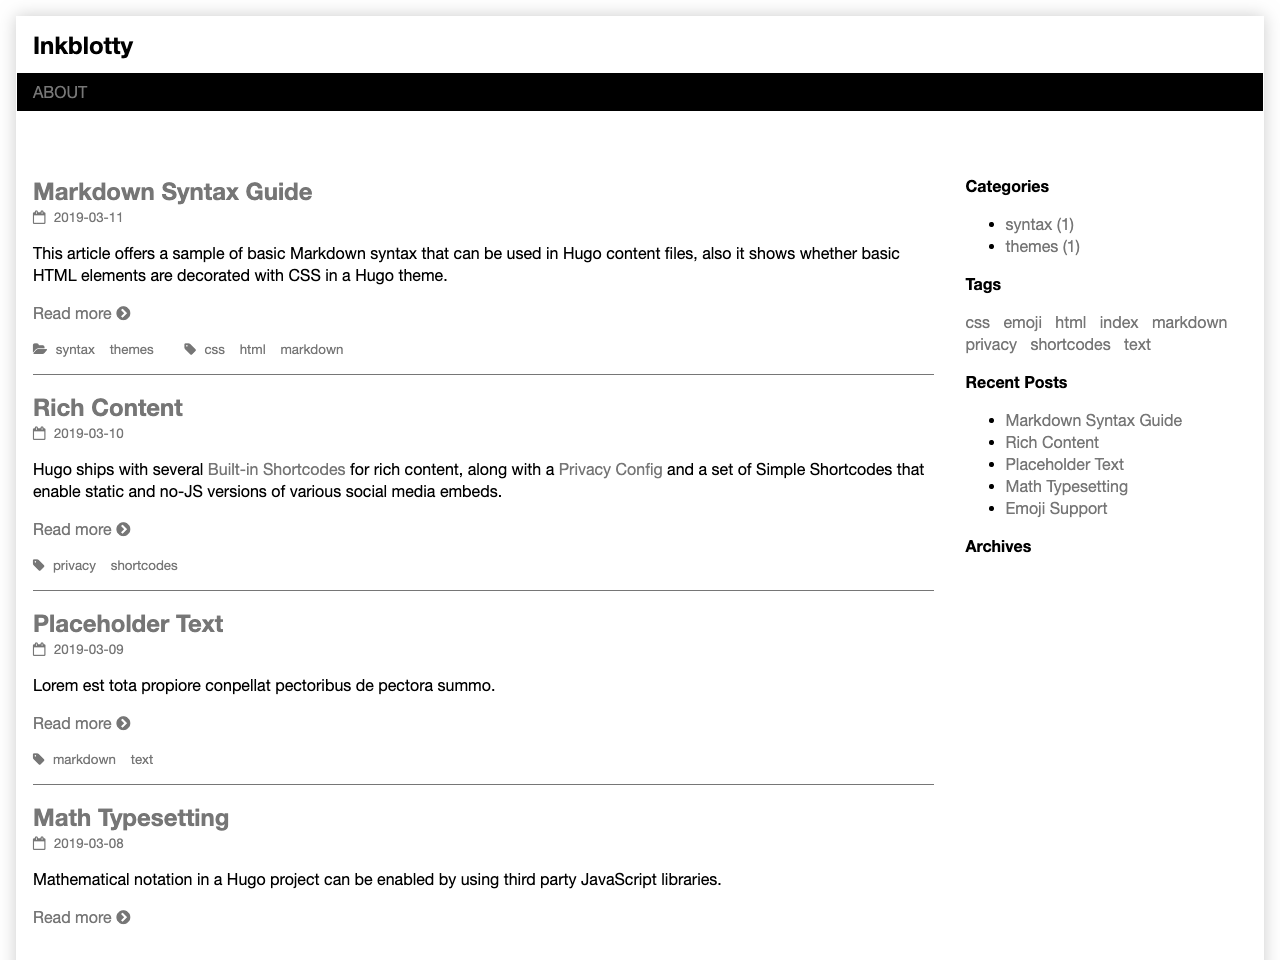 Inkblotty
ABOUT
Markdown Syntax Guide
2019-03-11
This article offers a sample of basic Markdown syntax that can be used in Hugo content files, also it shows whether basic
HTML elements are decorated with CSS in a Hugo theme.
Read more
syntax themes css html markdown
Rich Content
2019-03-10
Hugo ships with several Built-in Shortcodes for rich content, along with a Privacy Config and a set of Simple Shortcodes that
enable static and no-JS versions of various social media embeds.
Read more
privacy shortcodes
Placeholder Text
2019-03-09
Lorem est tota propiore conpellat pectoribus de pectora summo.
Read more
markdown text
Math Typesetting
2019-03-08
Mathematical notation in a Hugo project can be enabled by using third party JavaScript libraries.
Read more
Categories
syntax (1)
themes (1)
Tags
css emoji html index markdown
privacy shortcodes text
Recent Posts
Markdown Syntax Guide
Rich Content
Placeholder Text
Math Typesetting
Emoji Support
Archives